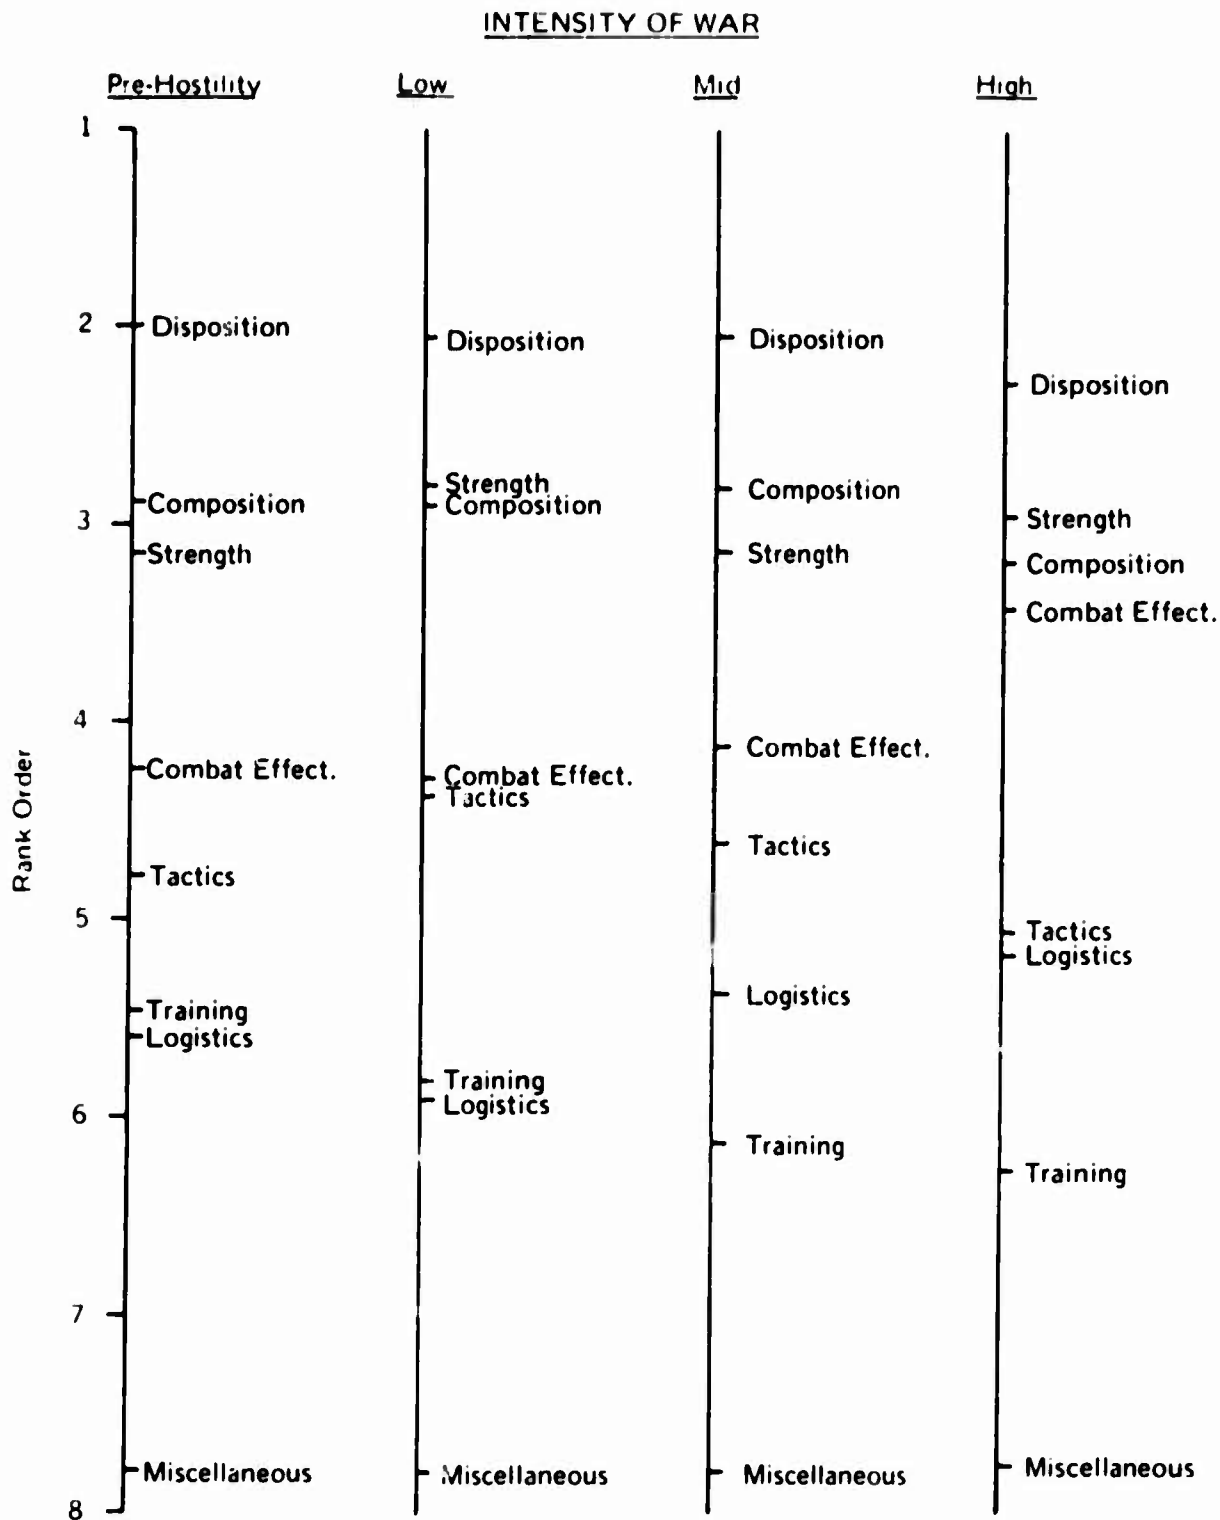 INTENSITY OF WAR
Pre-Hostility Low Mid High
1
2 Disposition Disposition Disposition
Disposition
Strength
Composition Composition Composition
3 Strength
Strength Strength
Composition
Combat Effect.
4
Combat Effect. Combat Effect. Combat Effect.
Tactics
Tactics Tactics
Rank Order
5
Tactics
Logistics
Training Logistics
Logistics
Training
Logistics
6
Training
Training
7
Miscellaneous Miscellaneous Miscellaneous Miscellaneous
8